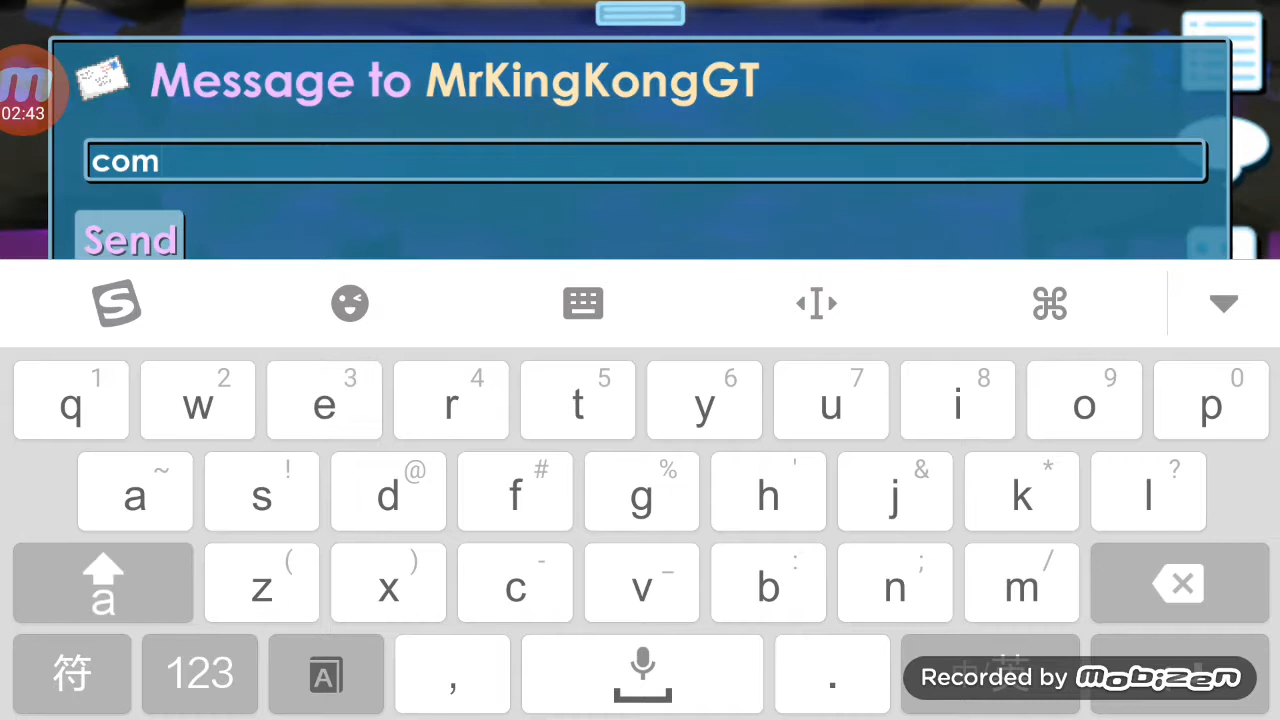 Message to MrKingKongGT
02:43
com
Send
1 2 3 4 5 6 7 8 9 0
q w e r t y u i o p
~ ! @ # % ' & * ?
a s d f g h j k l
( ) - _ : ; /
a z x c v b n m
符 123 A , . 英
Recorded by mobizen